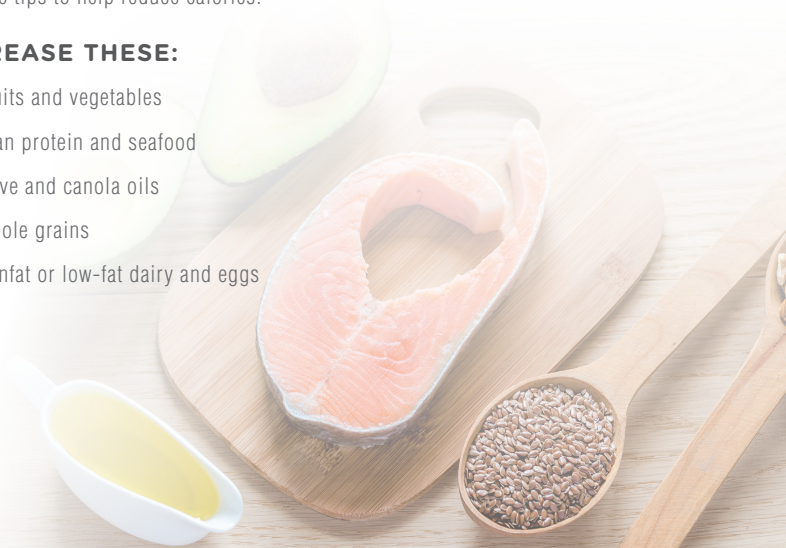 tips to help reduce calories:
REASE THESE:
uits and vegetables
an protein and seafood
ve and canola oils
ole grains
nfat or low-fat dairy and eggs